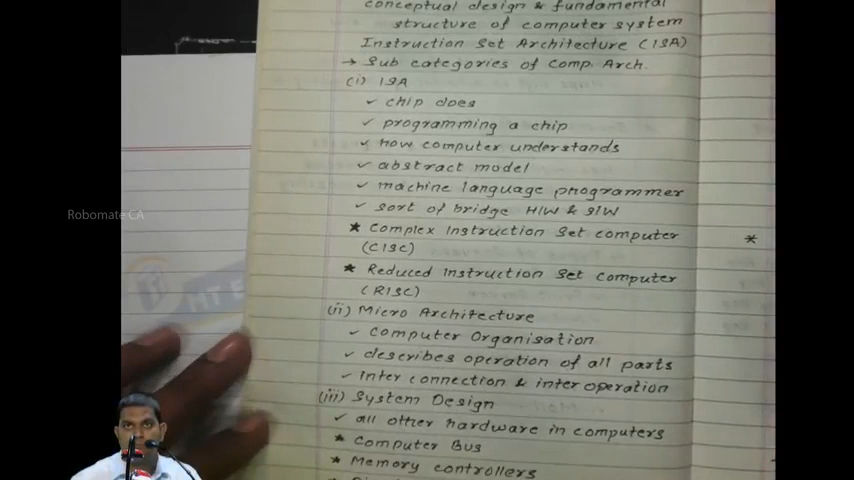 conceptual design & fundamental
structure of computer system
Instruction Set Architecture (ISA)
→ Sub categories of Comp. Arch.
(i) ISA
✓ chip does
✓ programming a chip
✓ how computer understands
✓ abstract model
✓ machine language programmer
✓ sort of bridge H/W & S/W
★ Complex Instruction Set Computer
(CISC)
★ Reduced Instruction Set Computer
(RISC)
(ii) Micro Architecture
✓ Computer Organisation
✓ describes operation of all parts
✓ Inter connection & inter operation
(iii) System Design
✓ all other hardware in computers
★ Computer Bus
★ Memory controllers
Robomate CA